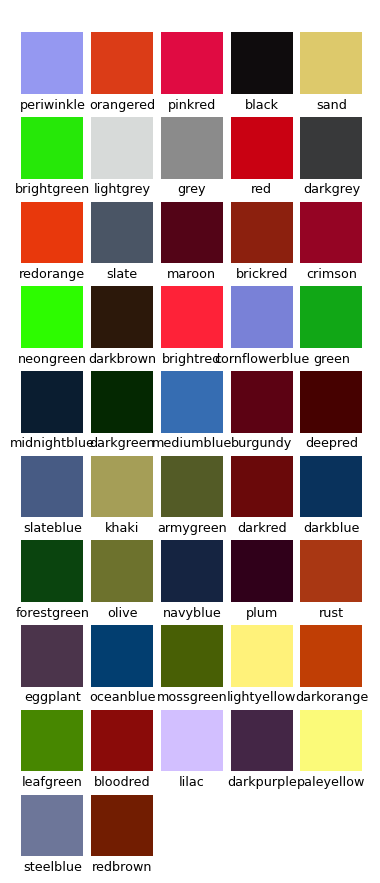 periwinkle orangered pinkred black sand
brightgreen lightgrey grey red darkgrey
redorange slate maroon brickred crimson
neongreen darkbrown brightred cornflowerblue green
midnightblue darkgreen mediumblue burgundy deepred
slateblue khaki armygreen darkred darkblue
forestgreen olive navyblue plum rust
eggplant oceanblue mossgreen lightyellow darkorange
leafgreen bloodred lilac darkpurple paleyellow
steelblue redbrown